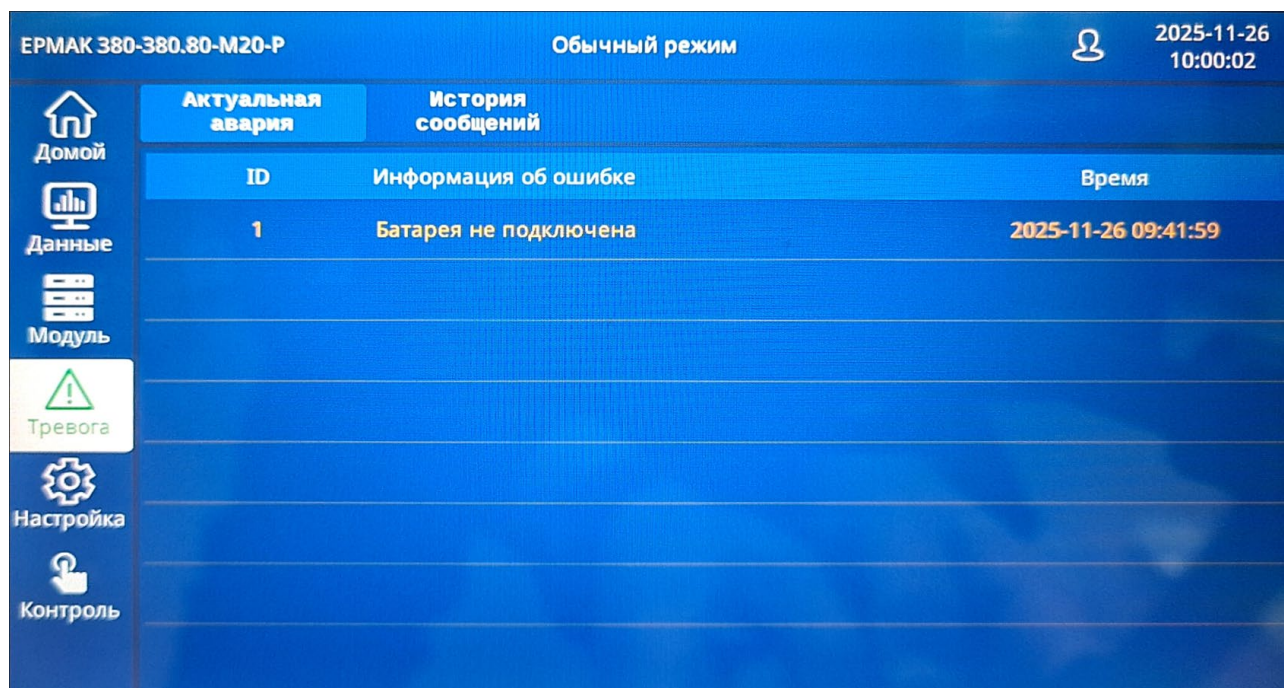 ЕРМАК 380-380.80-М20-Р
Обычный режим
2025-11-26
10:00:02
Домой
Данные
Модуль
Тревога
Настройка
Контроль
Актуальная
авария
История
сообщений
ID Информация об ошибке Время
1 Батарея не подключена 2025-11-26 09:41:59